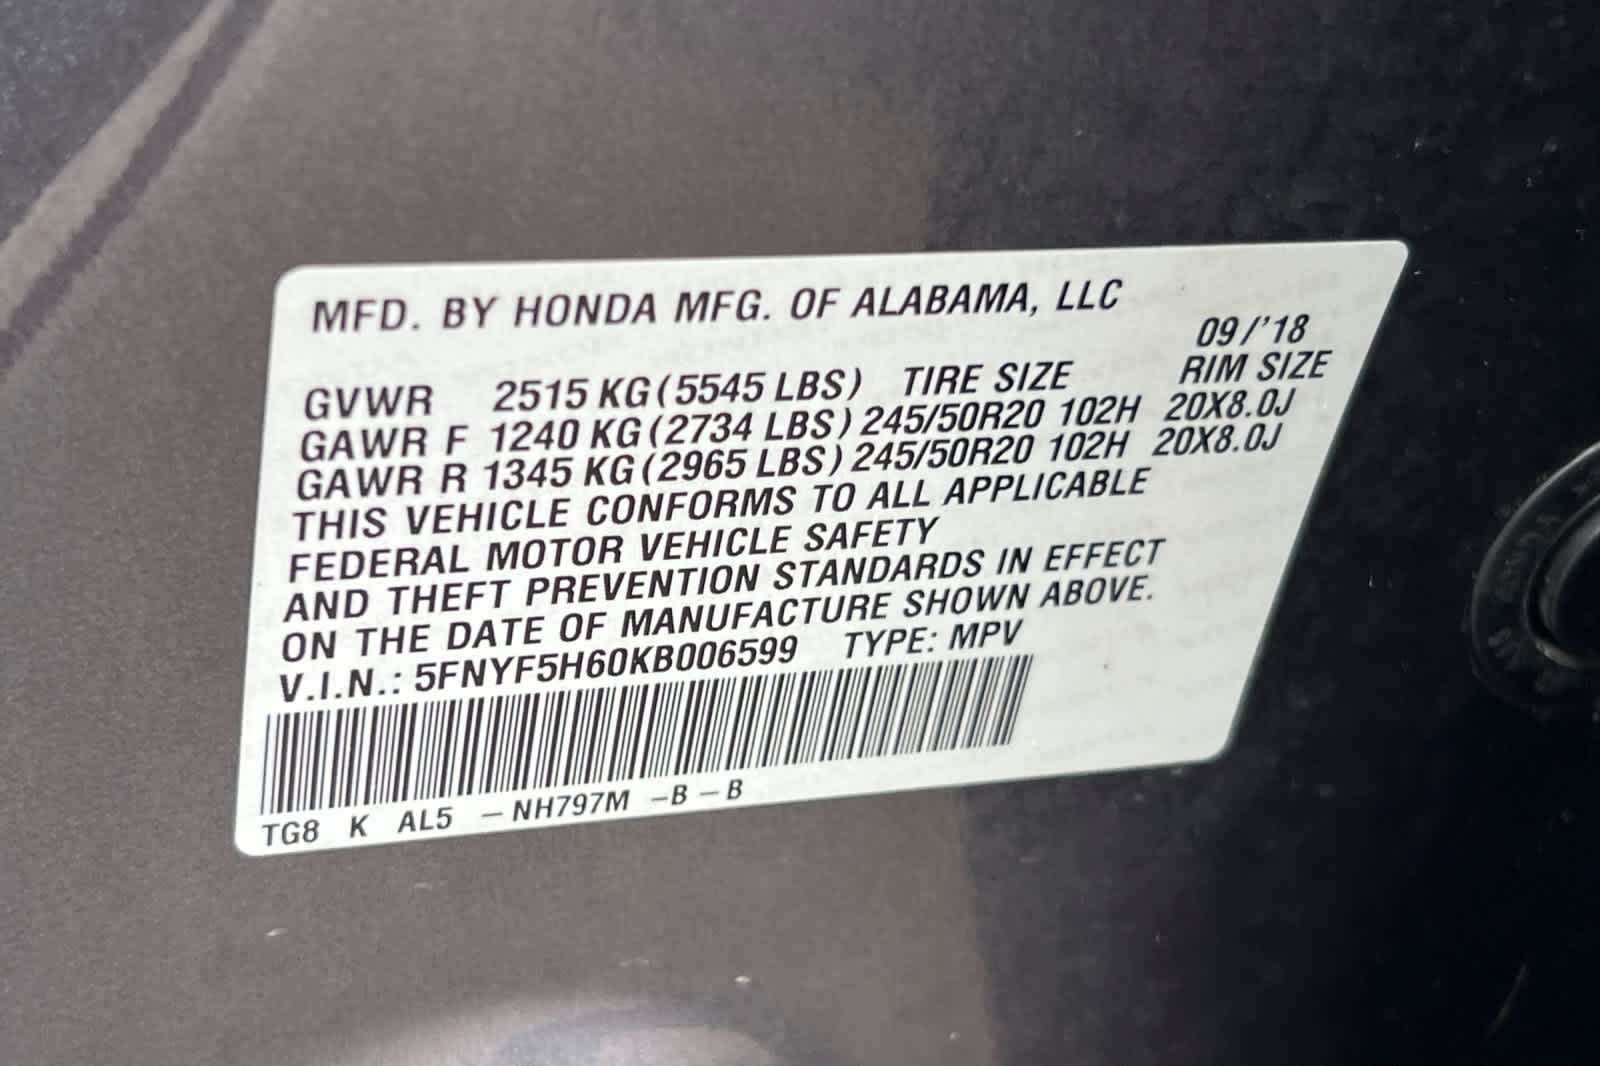 MFD. BY HONDA MFG. OF ALABAMA, LLC
09/'18
GVWR 2515 KG (5545 LBS) TIRE SIZE RIM SIZE
GAWR F 1240 KG (2734 LBS) 245/50R20 102H 20X8.0J
GAWR R 1345 KG (2965 LBS) 245/50R20 102H 20X8.0J
THIS VEHICLE CONFORMS TO ALL APPLICABLE
FEDERAL MOTOR VEHICLE SAFETY
AND THEFT PREVENTION STANDARDS IN EFFECT
ON THE DATE OF MANUFACTURE SHOWN ABOVE.
V.I.N.: 5FNYF5H60KB006599 TYPE: MPV
TG8 K AL5 - NH797M - B - B